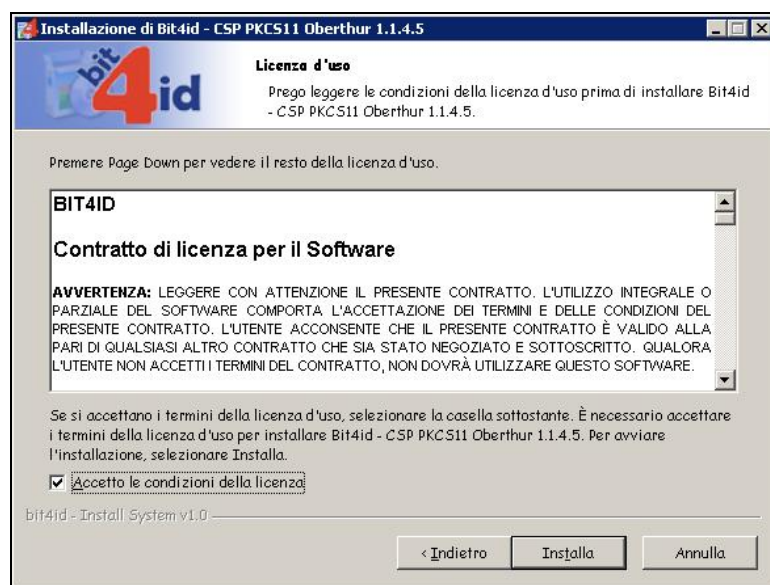 Installazione di Bit4id - CSP PKCS11 Oberthur 1.1.4.5
bit4id
Licenza d'uso
Prego leggere le condizioni della licenza d'uso prima di installare Bit4id
- CSP PKCS11 Oberthur 1.1.4.5.
Premere Page Down per vedere il resto della licenza d'uso.
BIT4ID
Contratto di licenza per il Software
AVVERTENZA: LEGGERE CON ATTENZIONE IL PRESENTE CONTRATTO. L'UTILIZZO INTEGRALE O
PARZIALE DEL SOFTWARE COMPORTA L'ACCETTAZIONE DEI TERMINI E DELLE CONDIZIONI DEL
PRESENTE CONTRATTO. L'UTENTE ACCONSENTE CHE IL PRESENTE CONTRATTO È VALIDO ALLA
PARI DI QUALSIASI ALTRO CONTRATTO CHE SIA STATO NEGOZIATO E SOTTOSCRITTO. QUALORA
L'UTENTE NON ACCETTI I TERMINI DEL CONTRATTO, NON DOVRÀ UTILIZZARE QUESTO SOFTWARE.
Se si accettano i termini della licenza d'uso, selezionare la casella sottostante. È necessario accettare
i termini della licenza d'uso per installare Bit4id - CSP PKCS11 Oberthur 1.1.4.5. Per avviare
l'installazione, selezionare Installa.
Accetto le condizioni della licenza
bit4id - Install System v1.0
< Indietro
Installa
Annulla